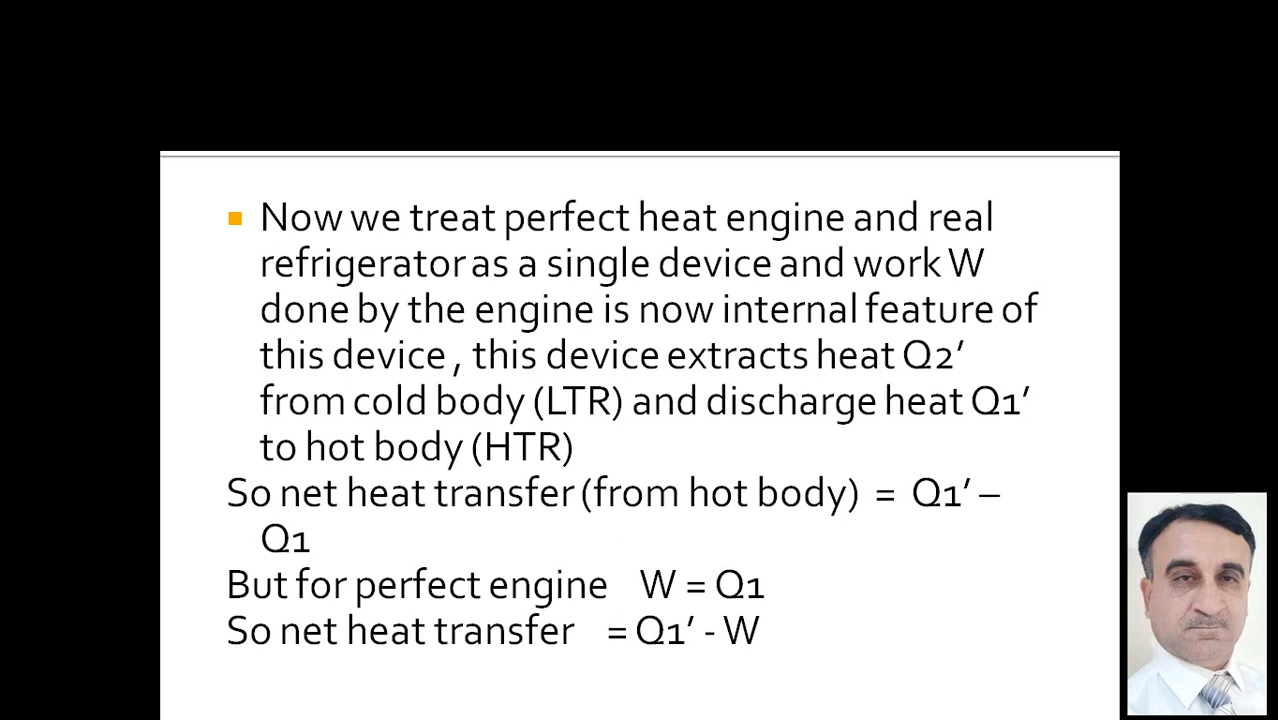 Now we treat perfect heat engine and real
refrigerator as a single device and work W
done by the engine is now internal feature of
this device , this device extracts heat Q2’
from cold body (LTR) and discharge heat Q1’
to hot body (HTR)
So net heat transfer (from hot body) = Q1’ –
Q1
But for perfect engine W = Q1
So net heat transfer = Q1’ - W